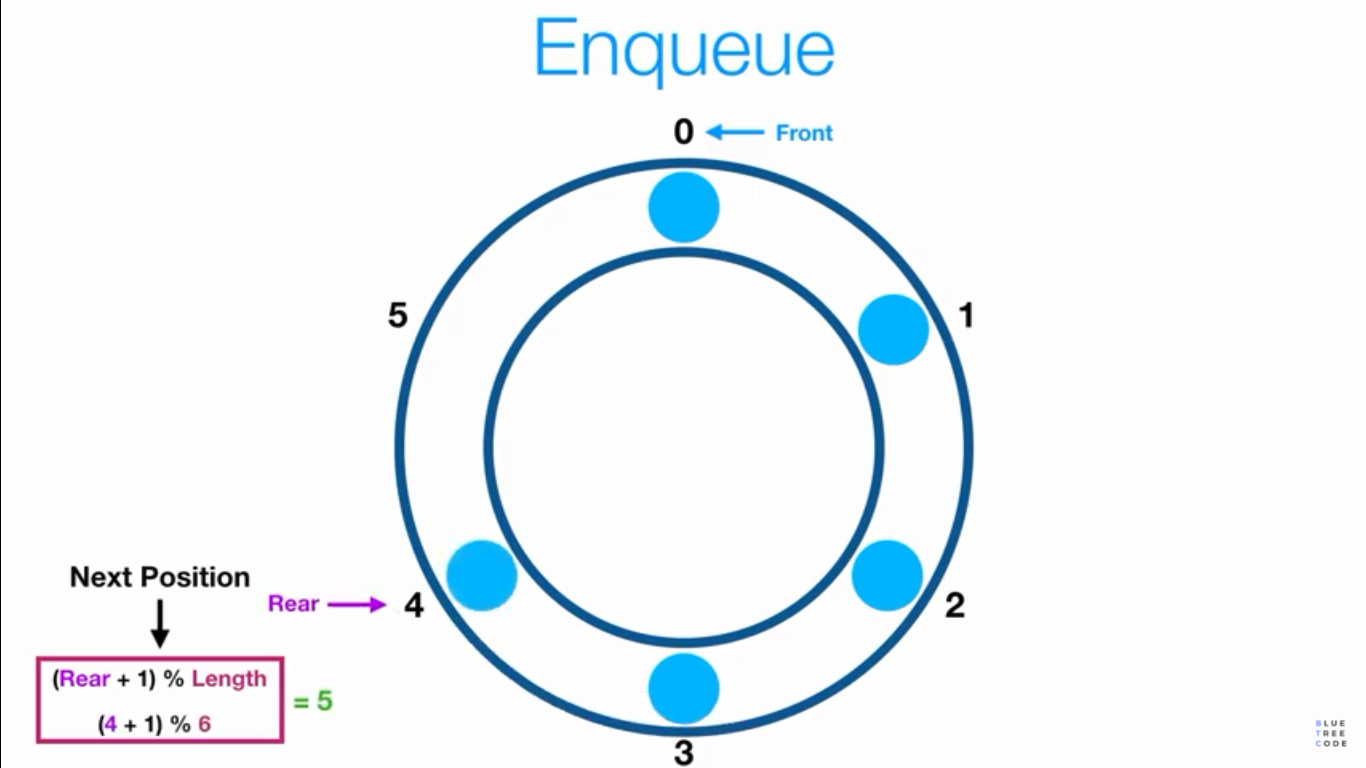 Enqueue
0 Front
5
1
Next Position
Rear 4
2
(Rear + 1) % Length
= 5
(4 + 1) % 6
3
BLUE
TREE
CODE